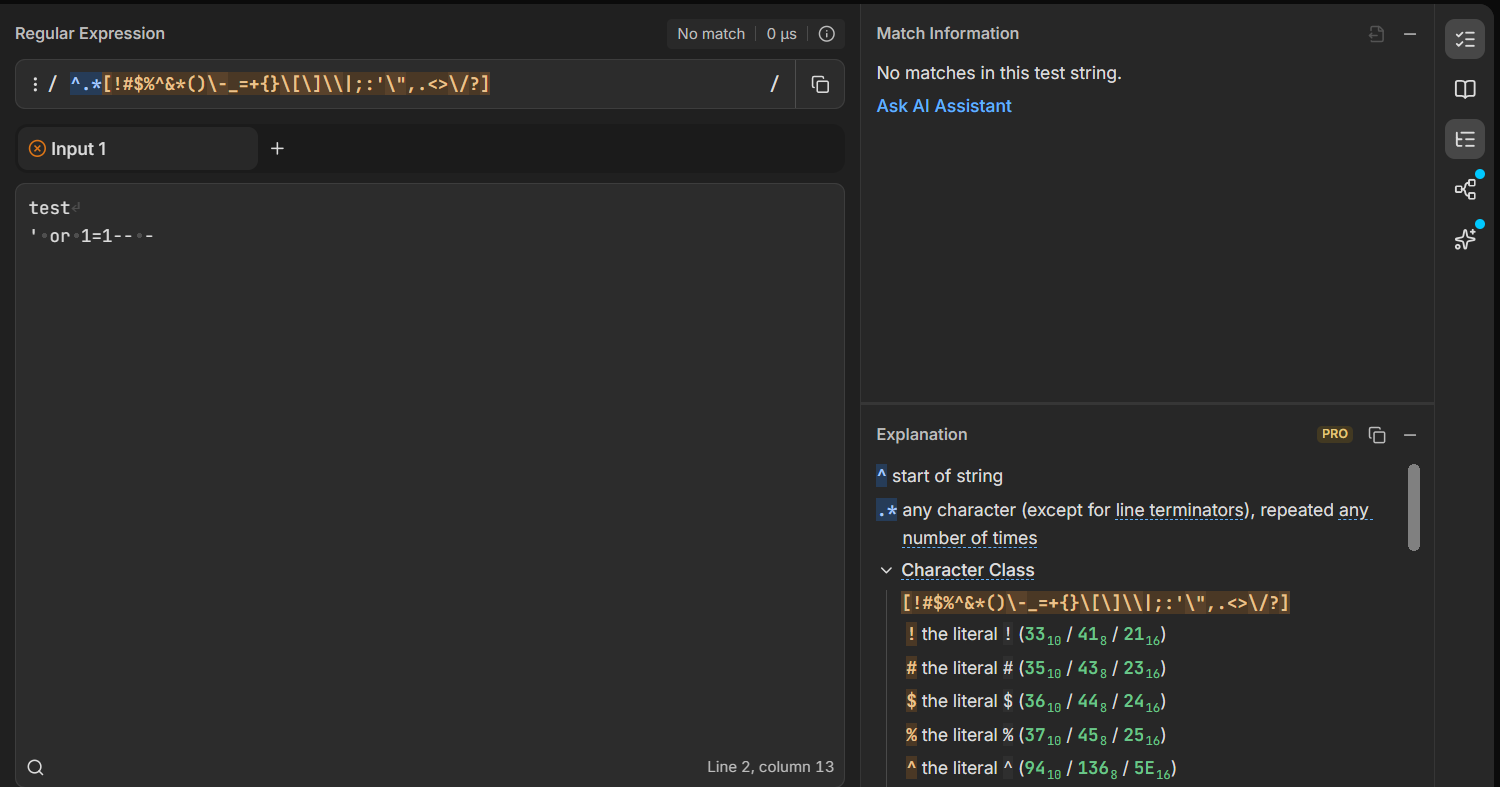 Regular Expression
No match 0 µs
/ ^.*[!#$%^&*()\-_=+{}\[\]\\|;:'\",.<>\/?] /
Input 1 +
test
' or 1=1-- -
Line 2, column 13
Match Information
No matches in this test string.
Ask AI Assistant
Explanation PRO
^ start of string
.* any character (except for line terminators), repeated any
number of times
Character Class
[!#$%^&*()\-_=+{}\[\]\\|;:'\",.<>\/?]
! the literal ! (33₁₀ / 41₈ / 21₁₆)
# the literal # (35₁₀ / 43₈ / 23₁₆)
$ the literal $ (36₁₀ / 44₈ / 24₁₆)
% the literal % (37₁₀ / 45₈ / 25₁₆)
^ the literal ^ (94₁₀ / 136₈ / 5E₁₆)